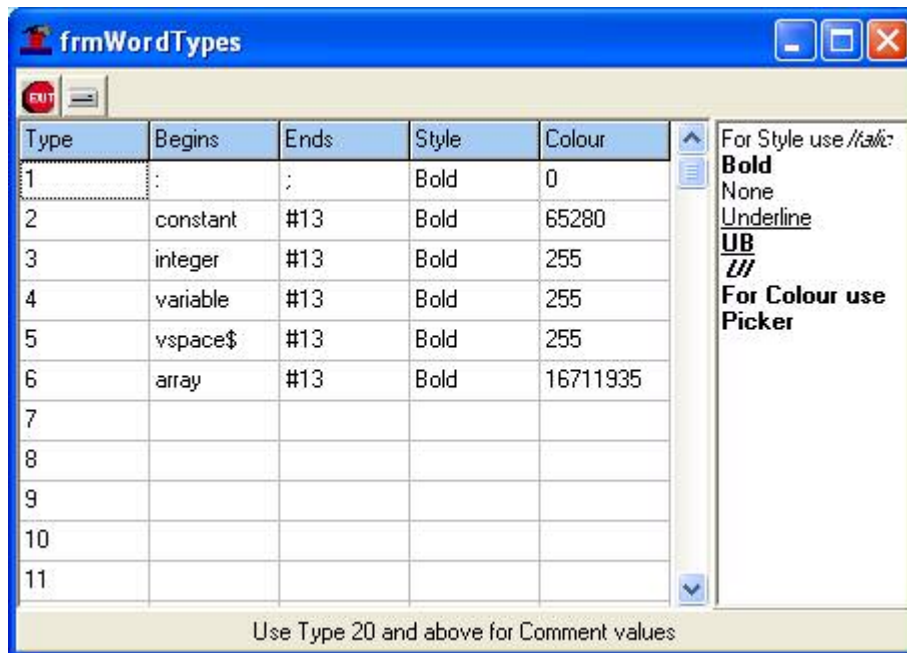 frmWordTypes
EXIT
Type Begins Ends Style Colour
1 : ; Bold 0
2 constant #13 Bold 65280
3 integer #13 Bold 255
4 variable #13 Bold 255
5 vspace$ #13 Bold 255
6 array #13 Bold 16711935
7
8
9
10
11
For Style use Italic
Bold
None
Underline
UB
For Colour use
Picker
Use Type 20 and above for Comment values